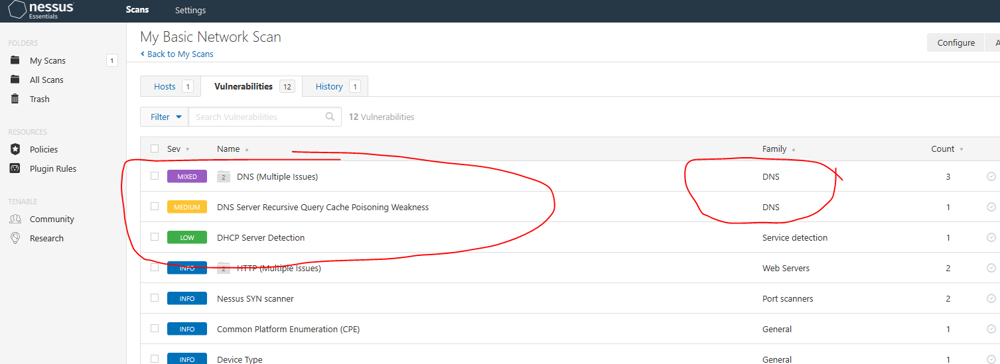 nessus
Essentials
Scans
Settings
FOLDERS
My Scans 1
All Scans
Trash
RESOURCES
Policies
Plugin Rules
TENABLE
Community
Research
My Basic Network Scan
Back to My Scans
Configure A
Hosts 1 Vulnerabilities 12 History 1
Filter Search Vulnerabilities 12 Vulnerabilities
Sev Name Family Count
MIXED 2 DNS (Multiple Issues) DNS 3
MEDIUM DNS Server Recursive Query Cache Poisoning Weakness DNS 1
LOW DHCP Server Detection Service detection 1
INFO 2 HTTP (Multiple Issues) Web Servers 2
INFO Nessus SYN scanner Port scanners 2
INFO Common Platform Enumeration (CPE) General 1
INFO Device Type General 1